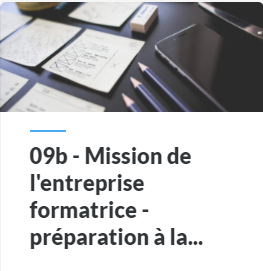 09b - Mission de
l'entreprise
formatrice -
préparation à la...